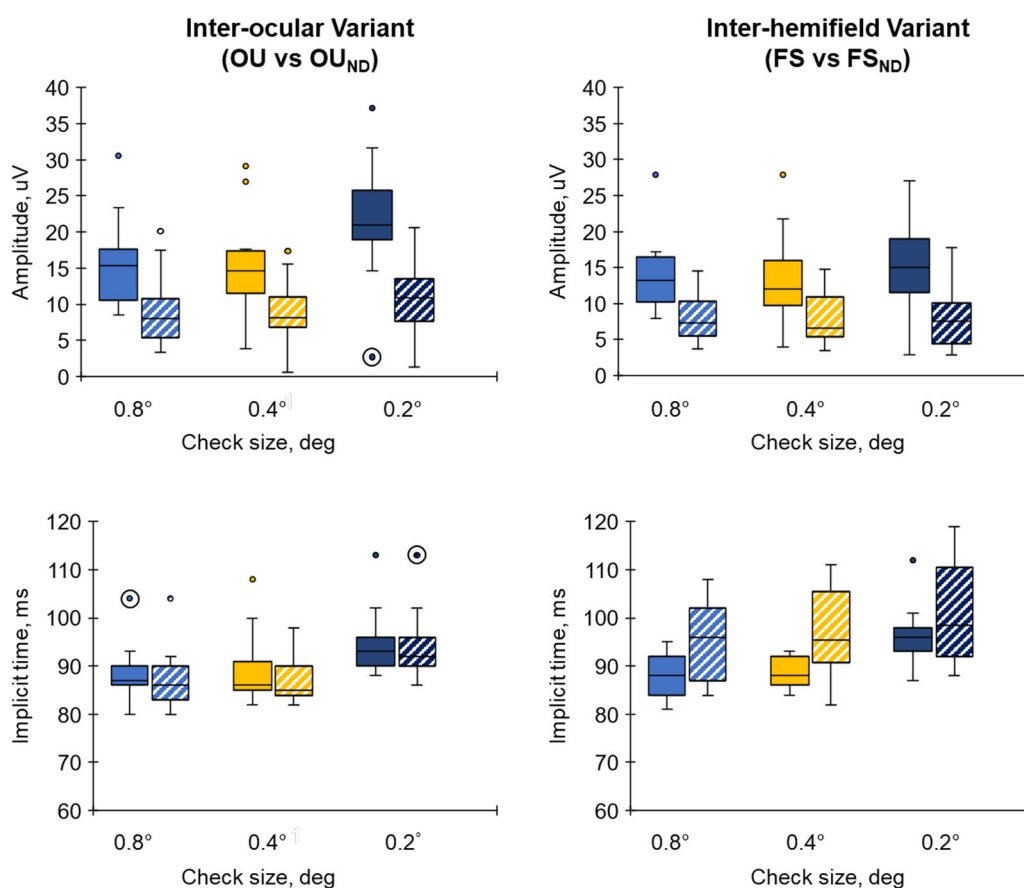 Inter-ocular Variant
(OU vs OUND)
Amplitude, uV
40
35
30
25
20
15
10
5
0
0.8° 0.4° 0.2°
Check size, deg
Inter-hemifield Variant
(FS vs FSND)
Amplitude, uV
40
35
30
25
20
15
10
5
0
0.8° 0.4° 0.2°
Check size, deg
Implicit time, ms
120
110
100
90
80
70
60
0.8° 0.4° 0.2°
Check size, deg
Implicit time, ms
120
110
100
90
80
70
60
0.8° 0.4° 0.2°
Check size, deg